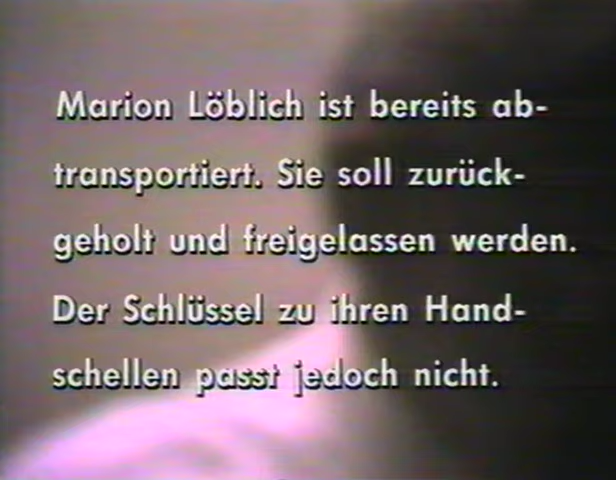 Marion Löblich ist bereits ab-
transportiert. Sie soll zurück-
geholt und freigelassen werden.
Der Schlüssel zu ihren Hand-
schellen passt jedoch nicht.